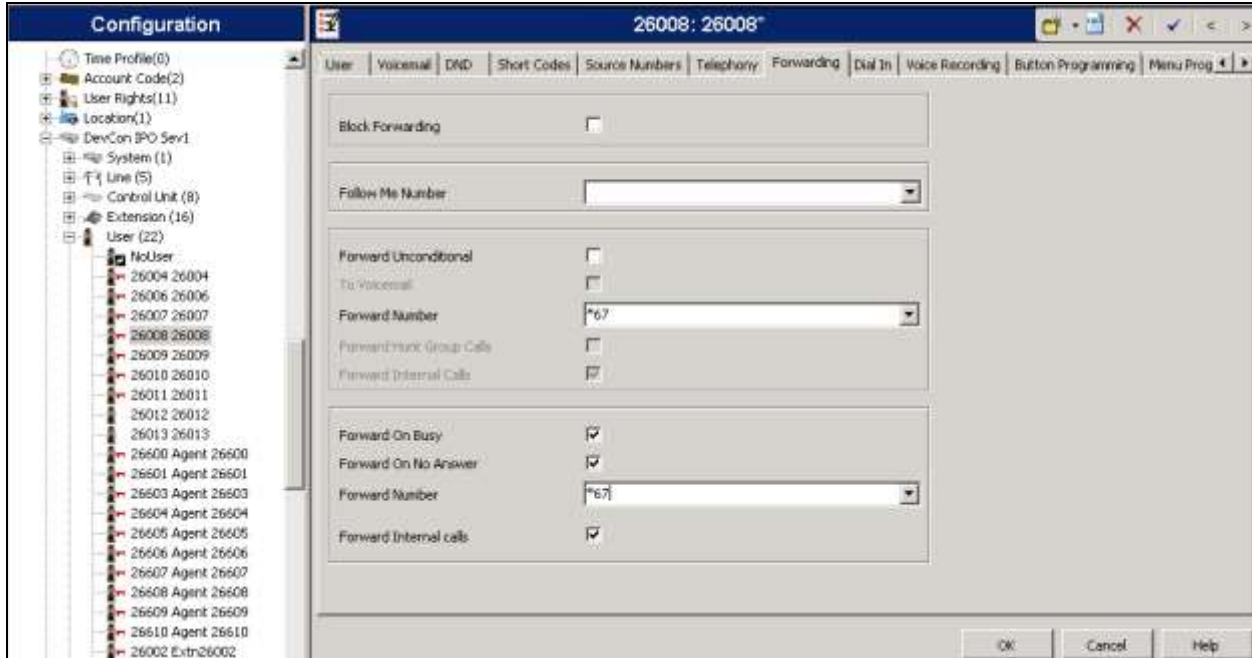 Configuration
Time Profile(0)
Account Code(2)
User Rights(11)
Location(1)
DevCon IPO Sev1
System (1)
Line (5)
Control Unit (8)
Extension (16)
User (22)
NoUser
26004 26004
26006 26006
26007 26007
26008 26008
26009 26009
26010 26010
26011 26011
26012 26012
26013 26013
26600 Agent 26600
26601 Agent 26601
26603 Agent 26603
26604 Agent 26604
26605 Agent 26605
26606 Agent 26606
26607 Agent 26607
26608 Agent 26608
26609 Agent 26609
26610 Agent 26610
26002 Extn26002
26008: 26008*
User Voicemail DND Short Codes Source Numbers Telephony Forwarding Dial In Voice Recording Button Programming Menu Prog
Block Forwarding
Follow Me Number
Forward Unconditional
To Voicemail
Forward Number *67
Forward Hunt Group Calls
Forward Internal Calls
Forward On Busy
Forward On No Answer
Forward Number *67
Forward Internal calls
OK Cancel Help